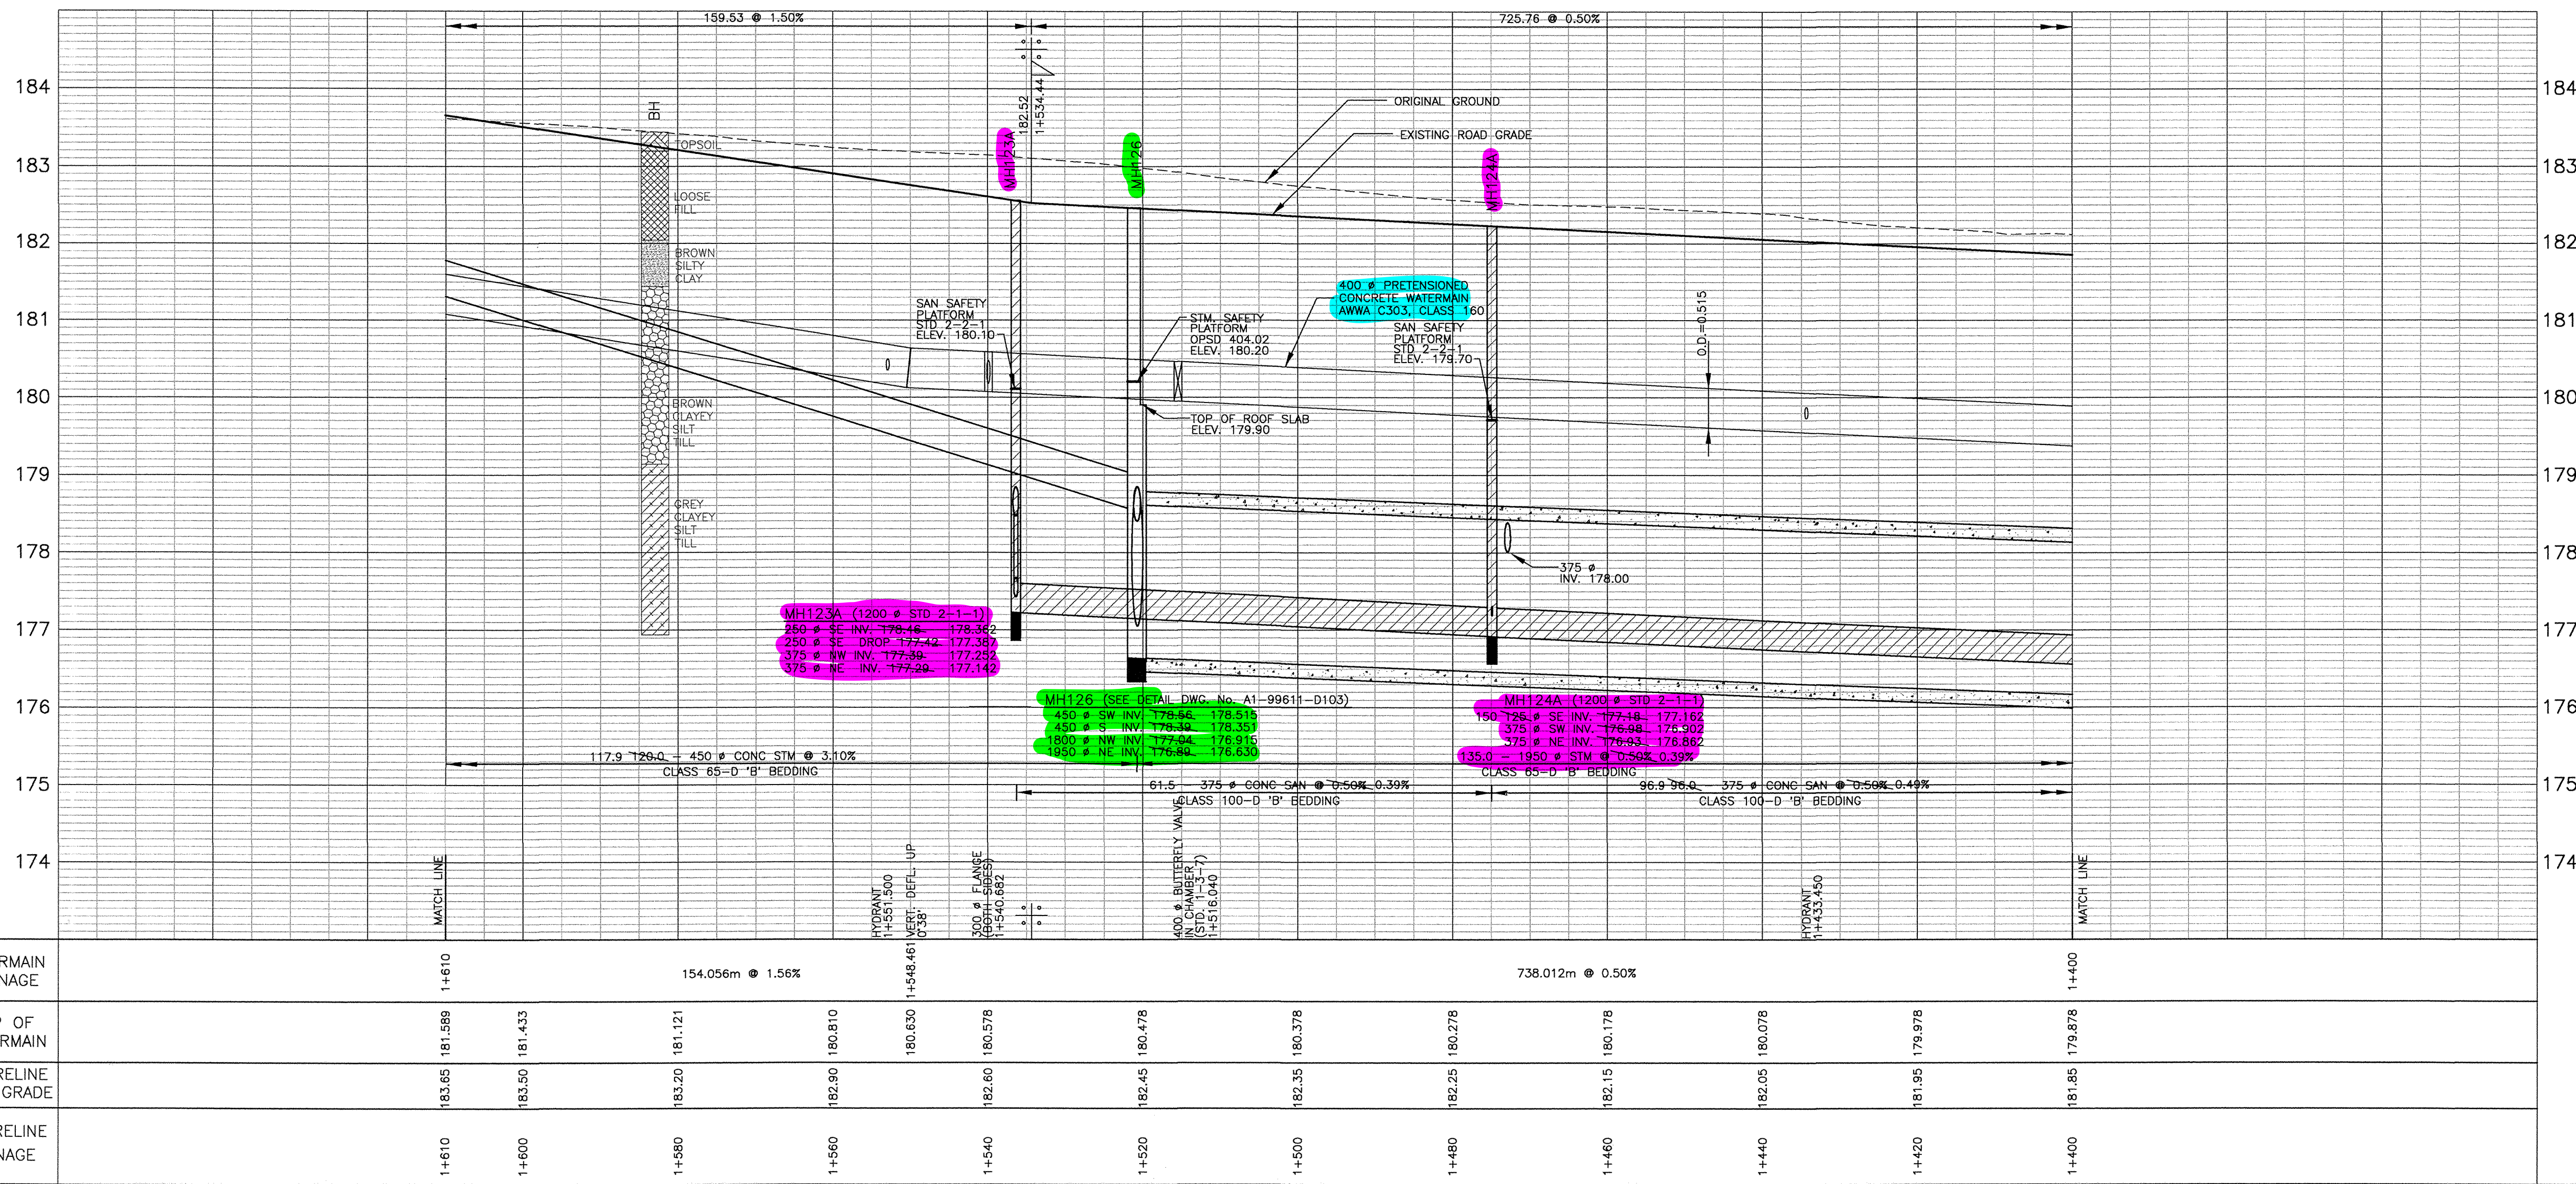 159.53 @ 1.50%
725.76 @ 0.50%
184
184
183
183
182
182
181
181
180
180
179
179
178
178
177
177
176
176
175
175
174
174
BH
TOPSOIL
LOOSE
FILL
BROWN
SILTY
CLAY
BROWN
CLAYEY
SILT
TILL
GREY
CLAYEY
SILT
TILL
182.52
1+534.44
MH123A
MH126
MH124A
ORIGINAL GROUND
EXISTING ROAD GRADE
SAN SAFETY
PLATFORM
STD 2-2-1
ELEV. 180.10
STM. SAFETY
PLATFORM
OPSD 404.02
ELEV. 180.20
TOP OF ROOF SLAB
ELEV. 179.90
400 ø PRETENSIONED
CONCRETE WATERMAIN
AWWA C303, CLASS 160
SAN SAFETY
PLATFORM
STD 2-2-1
ELEV. 179.70
O.D.=0.515
375 ø
INV. 178.00
MH123A (1200 ø STD 2-1-1)
250 ø SE INV. 178.46 178.382
250 ø SE DROP 177.42 177.387
375 ø NW INV. 177.39 177.252
375 ø NE INV. 177.29 177.142
MH126 (SEE DETAIL DWG. No. A1-99611-D103)
450 ø SW INV. 178.56 178.515
450 ø S INV. 178.39 178.351
1800 ø NW INV. 177.04 176.915
1950 ø NE INV. 176.89 176.630
MH124A (1200 ø STD 2-1-1)
150 125 ø SE INV. 177.18 177.162
375 ø SW INV. 176.98 176.902
375 ø NE INV. 176.93 176.862
117.9 120.0 - 450 ø CONC STM @ 3.10%
CLASS 65-D 'B' BEDDING
135.0 - 1950 ø STM @ 0.50% 0.39%
CLASS 65-D 'B' BEDDING
61.5 - 375 ø CONC SAN @ 0.50% 0.39%
CLASS 100-D 'B' BEDDING
96.9 96.0 - 375 ø CONC SAN @ 0.50% 0.49%
CLASS 100-D 'B' BEDDING
MATCH LINE
HYDRANT
1+551.500
VERT. DEFL. UP
0°38'
300 ø FLANGE
(BOTH SIDES)
1+540.682
400 ø BUTTERFLY VALVE
IN CHAMBER
(STD. 1-3-7)
1+516.040
HYDRANT
1+433.450
MATCH LINE
RMAIN
NAGE
1+610
154.056m @ 1.56%
1+548.461
738.012m @ 0.50%
1+400
P OF
RMAIN
181.589
181.433
181.121
180.810
180.630
180.578
180.478
180.378
180.278
180.178
180.078
179.978
179.878
RELINE
GRADE
183.65
183.50
183.20
182.90
182.60
182.45
182.35
182.25
182.15
182.05
181.95
181.85
RELINE
NAGE
1+610
1+600
1+580
1+560
1+540
1+520
1+500
1+480
1+460
1+440
1+420
1+400